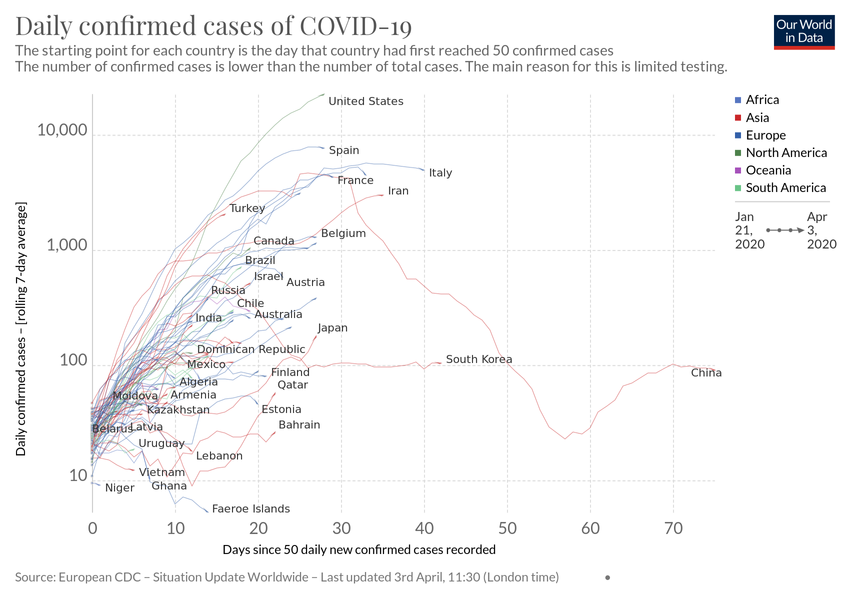 Daily confirmed cases of COVID-19
The starting point for each country is the day that country had first reached 50 confirmed cases
The number of confirmed cases is lower than the number of total cases. The main reason for this is limited testing.
Our World
in Data
Daily confirmed cases – [rolling 7-day average]
10,000
1,000
100
10
United States
Spain
Italy
France
Iran
Turkey
Belgium
Canada
Brazil
Israel
Austria
Russia
Chile
India
Australia
Japan
Dominican Republic
South Korea
Mexico
China
Finland
Algeria
Qatar
Moldova
Armenia
Kazakhstan
Estonia
Belarus
Latvia
Bahrain
Uruguay
Lebanon
Vietnam
Niger
Ghana
Faeroe Islands
0
10
20
30
40
50
60
70
Days since 50 daily new confirmed cases recorded
Africa
Asia
Europe
North America
Oceania
South America
Jan
21,
2020
Apr
3,
2020
Source: European CDC – Situation Update Worldwide – Last updated 3rd April, 11:30 (London time)